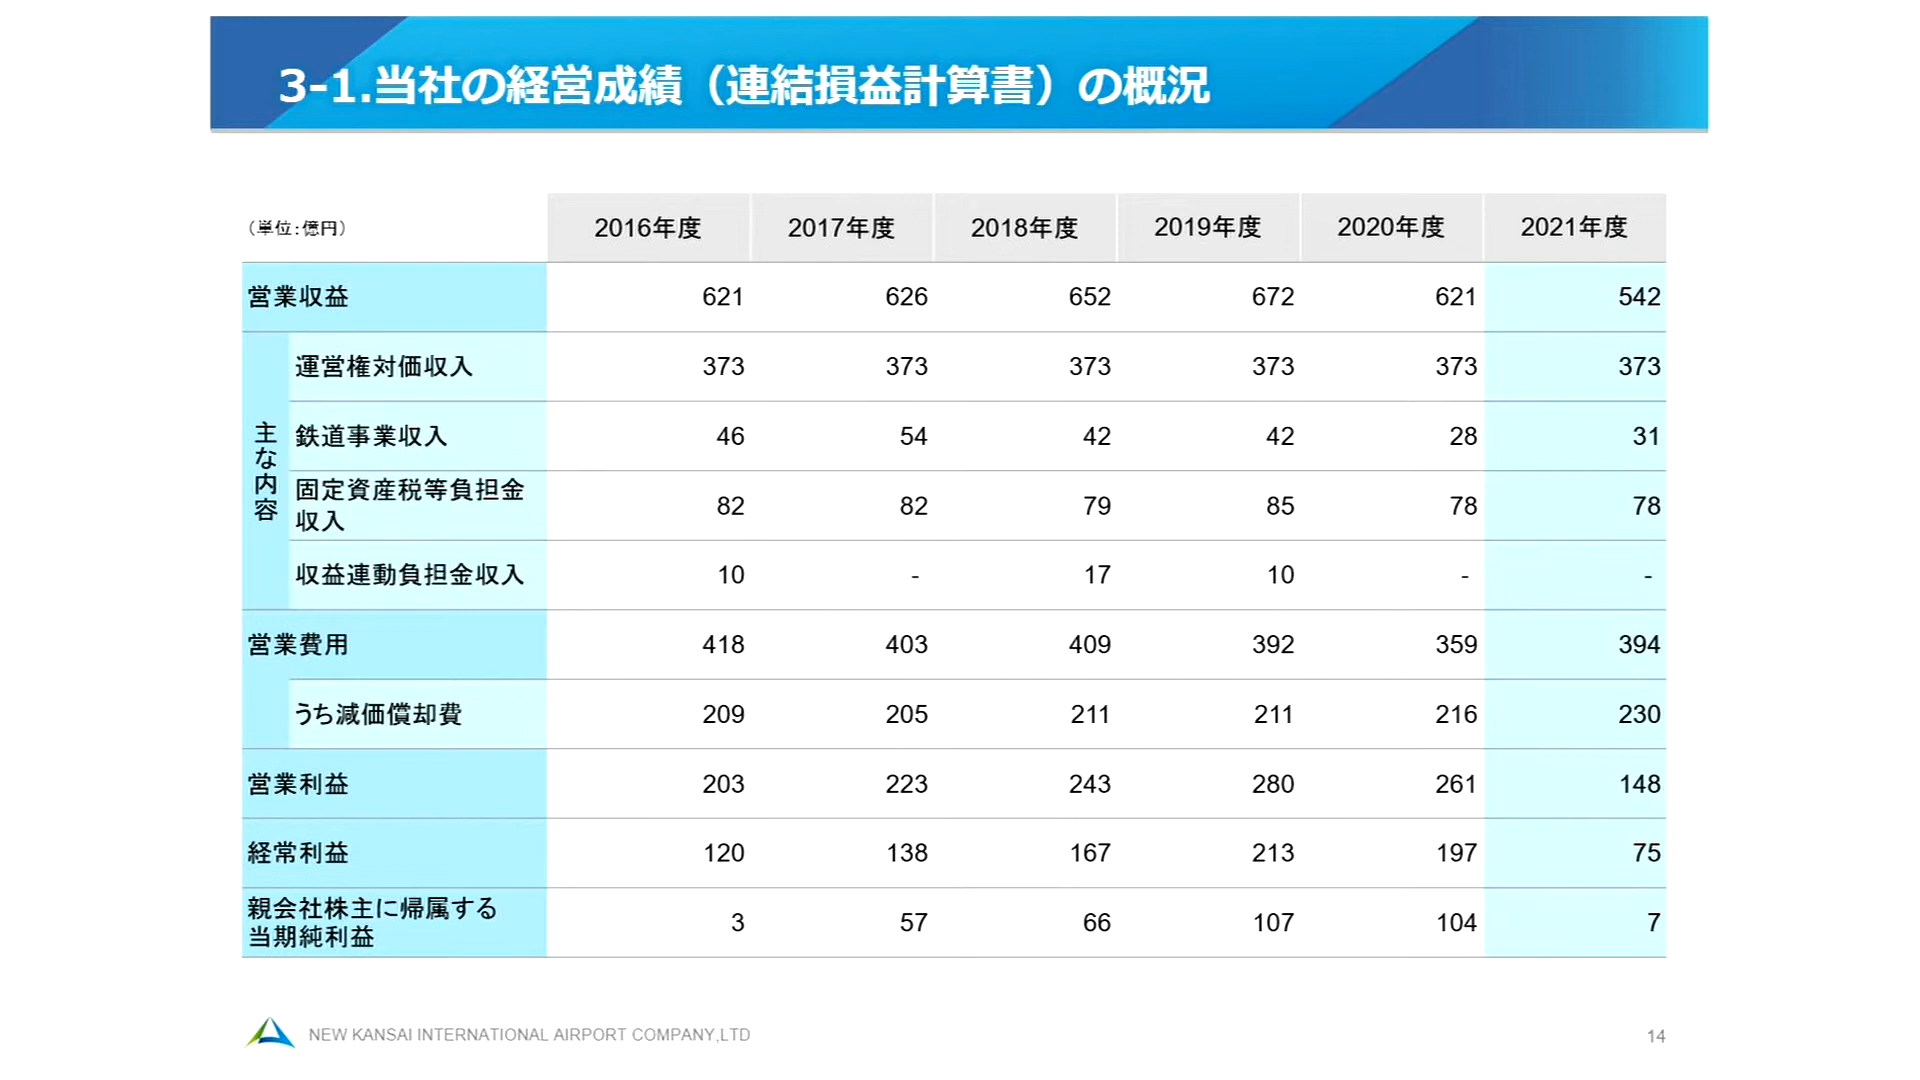 3-1.当社の経営成績（連結損益計算書）の概況
（単位：億円） 2016年度 2017年度 2018年度 2019年度 2020年度 2021年度
営業収益 621 626 652 672 621 542
主な内容
運営権対価収入 373 373 373 373 373 373
鉄道事業収入 46 54 42 42 28 31
固定資産税等負担金
収入 82 82 79 85 78 78
収益連動負担金収入 10 - 17 10 - -
営業費用 418 403 409 392 359 394
うち減価償却費 209 205 211 211 216 230
営業利益 203 223 243 280 261 148
経常利益 120 138 167 213 197 75
親会社株主に帰属する
当期純利益 3 57 66 107 104 7
NEW KANSAI INTERNATIONAL AIRPORT COMPANY,LTD
14